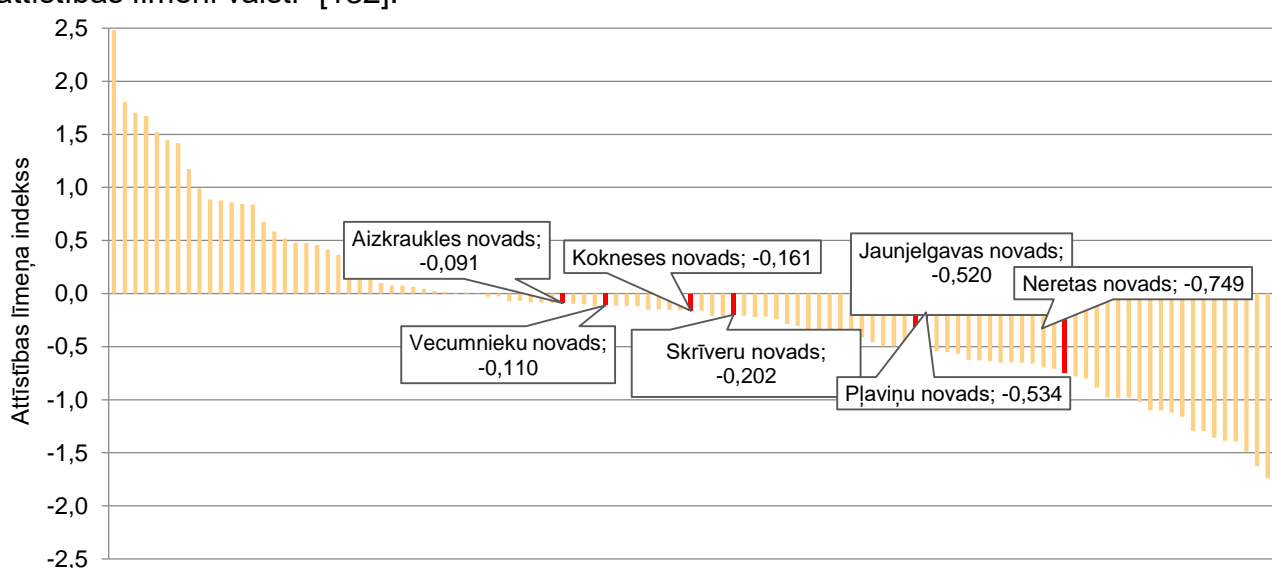 līmeni valstī
2,5
2,0
1,5
1,0
0,5
0,0
-0,5
-1,0
-1,5
-2,0
-2,5
Attīstības līmeņa indekss
Aizkraukles novads;
-0,091
Kokneses novads; -0,161
Jaunjelgavas novads;
-0,520
Neretas novads; -0,749
Vecumnieku novads;
-0,110
Skrīveru novads;
-0,202
Pļaviņu novads; -0,534